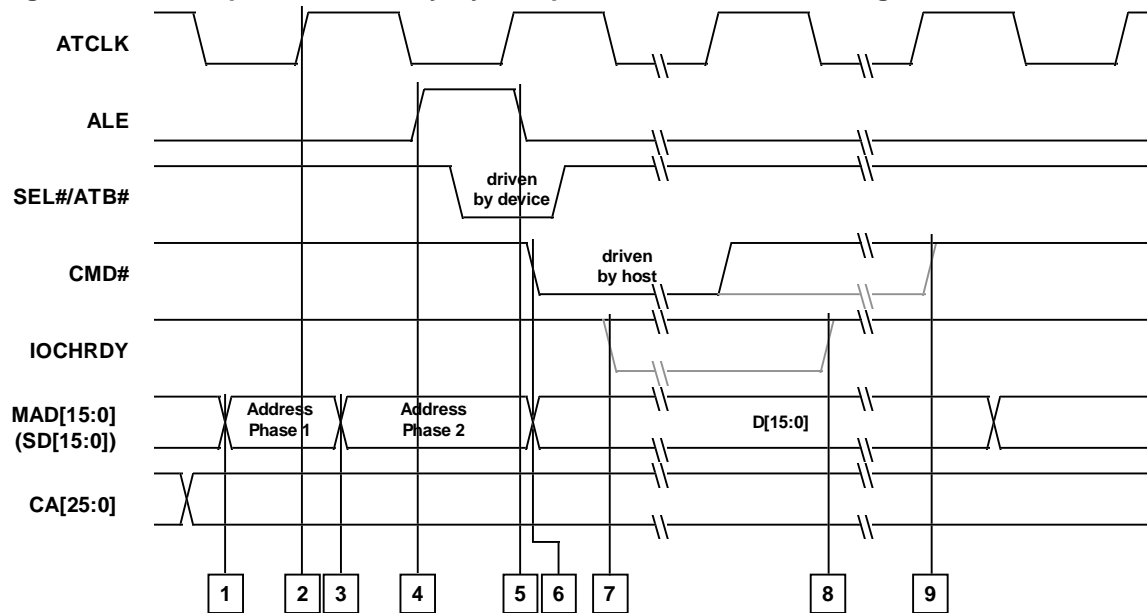 ATCLK
ALE
SEL#/ATB#
driven
by device
CMD#
driven
by host
IOCHRDY
MAD[15:0]
(SD[15:0])
Address
Phase 1
Address
Phase 2
D[15:0]
CA[25:0]
1
2
3
4
5
6
7
8
9